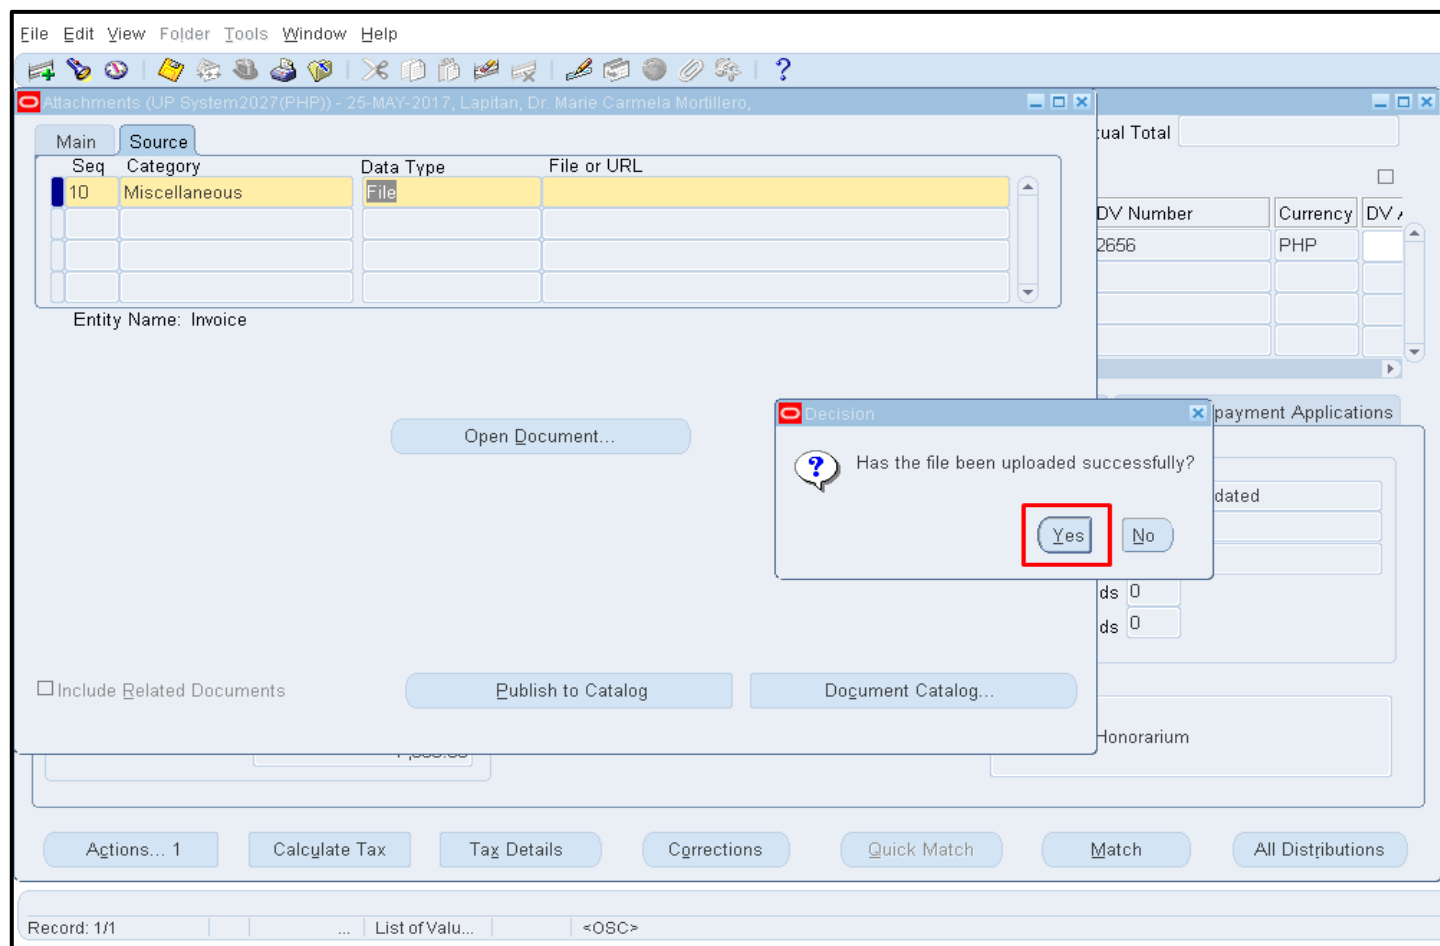 File Edit View Folder Tools Window Help
Attachments (UP System2027(PHP)) - 25-MAY-2017, Lapitan, Dr. Marie Carmela Mortillero,
tual Total
Main Source
Seq Category Data Type File or URL
10 Miscellaneous File
DV Number Currency DV
2656 PHP
Entity Name: Invoice
Open Document...
payment Applications
Decision
Has the file been uploaded successfully?
Yes No
dated
ds 0
ds 0
Include Related Documents
Publish to Catalog
Document Catalog...
Honorarium
Actions... 1 Calculate Tax Tax Details Corrections Quick Match Match All Distributions
Record: 1/1 ... List of Valu... <OSC>